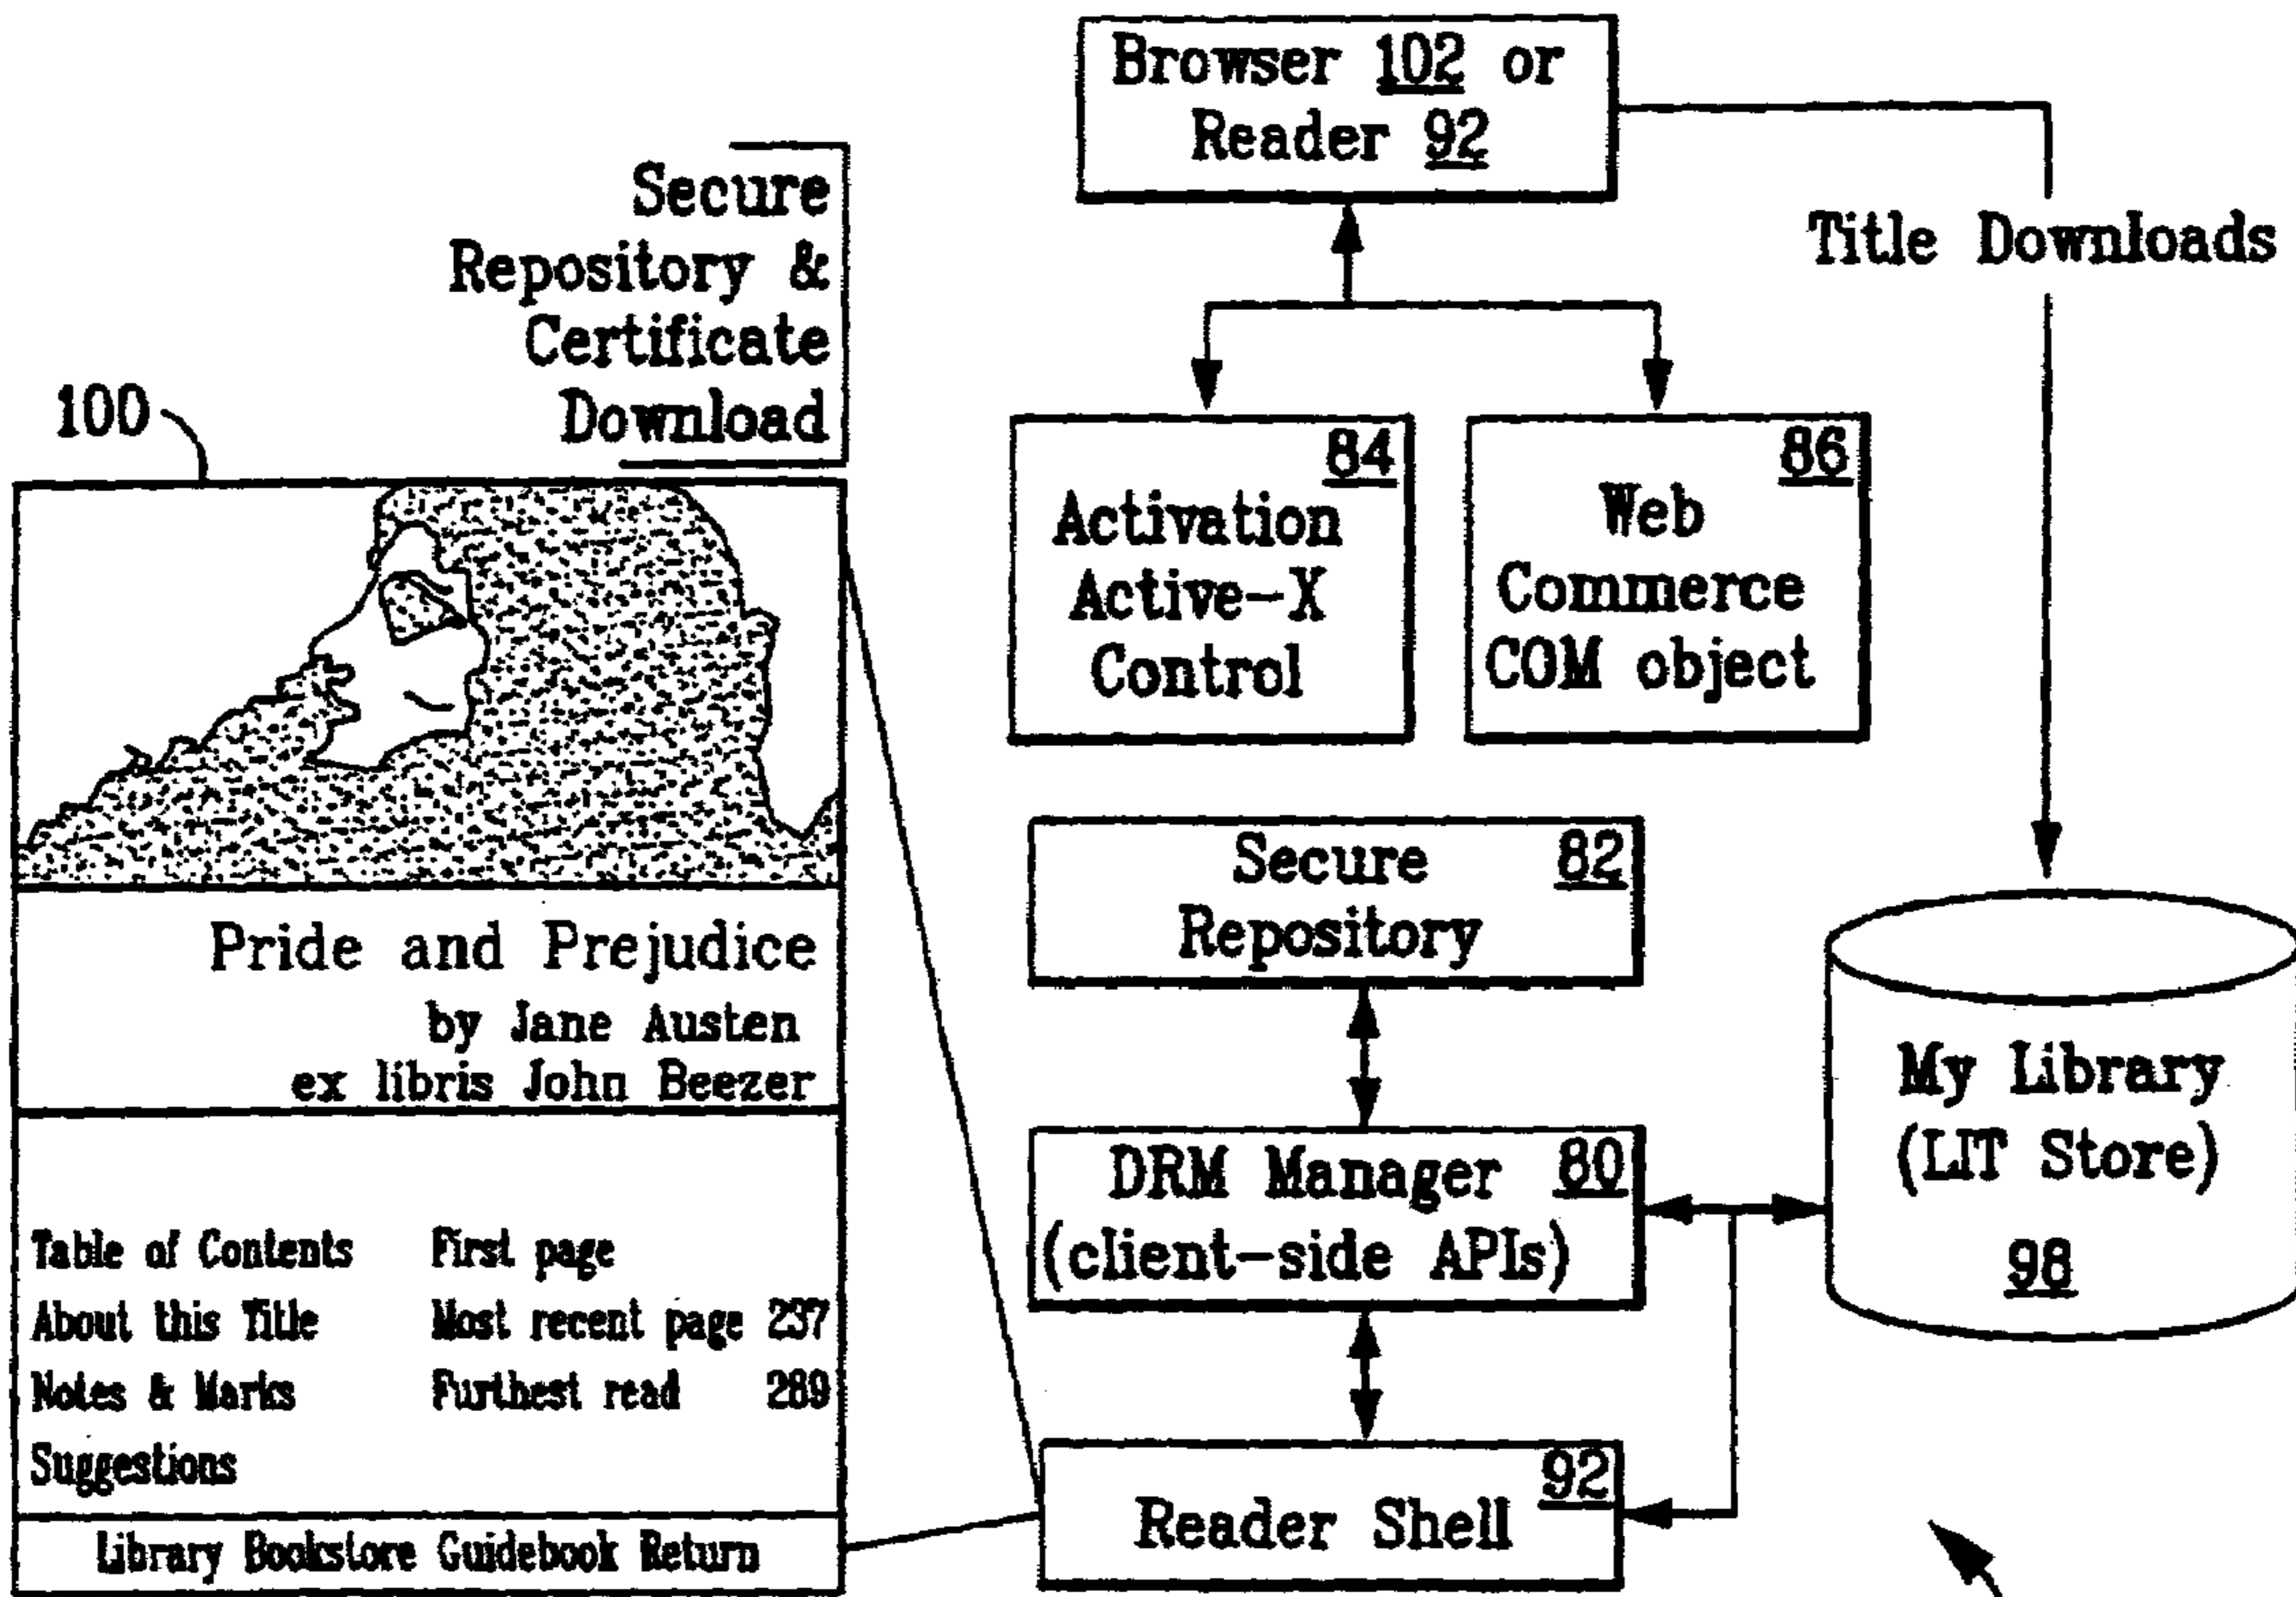 Browser 102 or
Reader 92
Title Downloads
Secure
Repository &
Certificate
Download
100
84
Activation
Active-X
Control
86
Web
Commerce
COM object
Secure 82
Repository
DRM Manager 80
(client-side APIs)
My Library
(LIT Store)
98
Reader Shell 92
Pride and Prejudice
by Jane Austen
ex libris John Beezer
Table of Contents First page
About this Title Most recent page 237
Notes & Marks Furthest read 289
Suggestions
Library Bookstore Guidebook Return